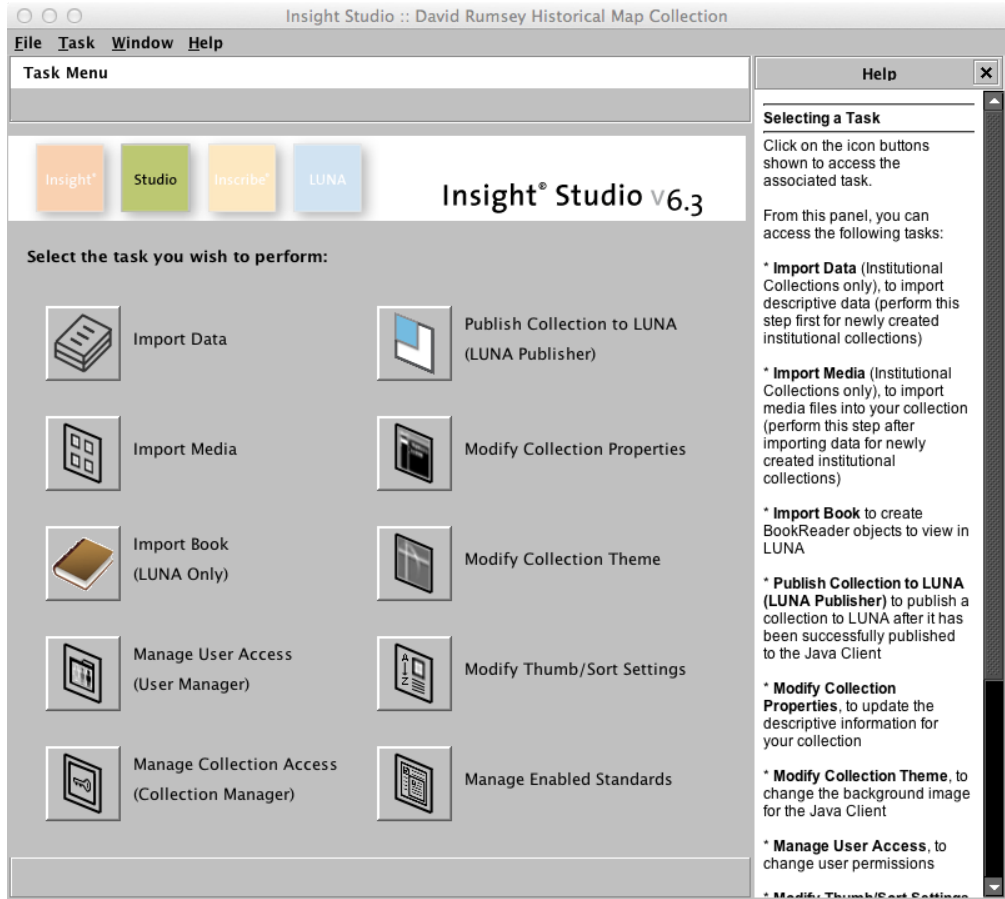 Insight Studio :: David Rumsey Historical Map Collection
File Task Window Help
Task Menu
Insight®
Studio
Inscribe®
LUNA
Insight® Studio v6.3
Select the task you wish to perform:
Import Data
Publish Collection to LUNA
(LUNA Publisher)
Import Media
Modify Collection Properties
Import Book
(LUNA Only)
Modify Collection Theme
Manage User Access
(User Manager)
Modify Thumb/Sort Settings
Manage Collection Access
(Collection Manager)
Manage Enabled Standards
Help
Selecting a Task
Click on the icon buttons
shown to access the
associated task.
From this panel, you can
access the following tasks:
* Import Data (Institutional
Collections only), to import
descriptive data (perform this
step first for newly created
institutional collections)
* Import Media (Institutional
Collections only), to import
media files into your collection
(perform this step after
importing data for newly
created institutional
collections)
* Import Book to create
BookReader objects to view in
LUNA
* Publish Collection to LUNA
(LUNA Publisher) to publish a
collection to LUNA after it has
been successfully published
to the Java Client
* Modify Collection
Properties, to update the
descriptive information for
your collection
* Modify Collection Theme, to
change the background image
for the Java Client
* Manage User Access, to
change user permissions
* Modify Thumb/Sort Settings